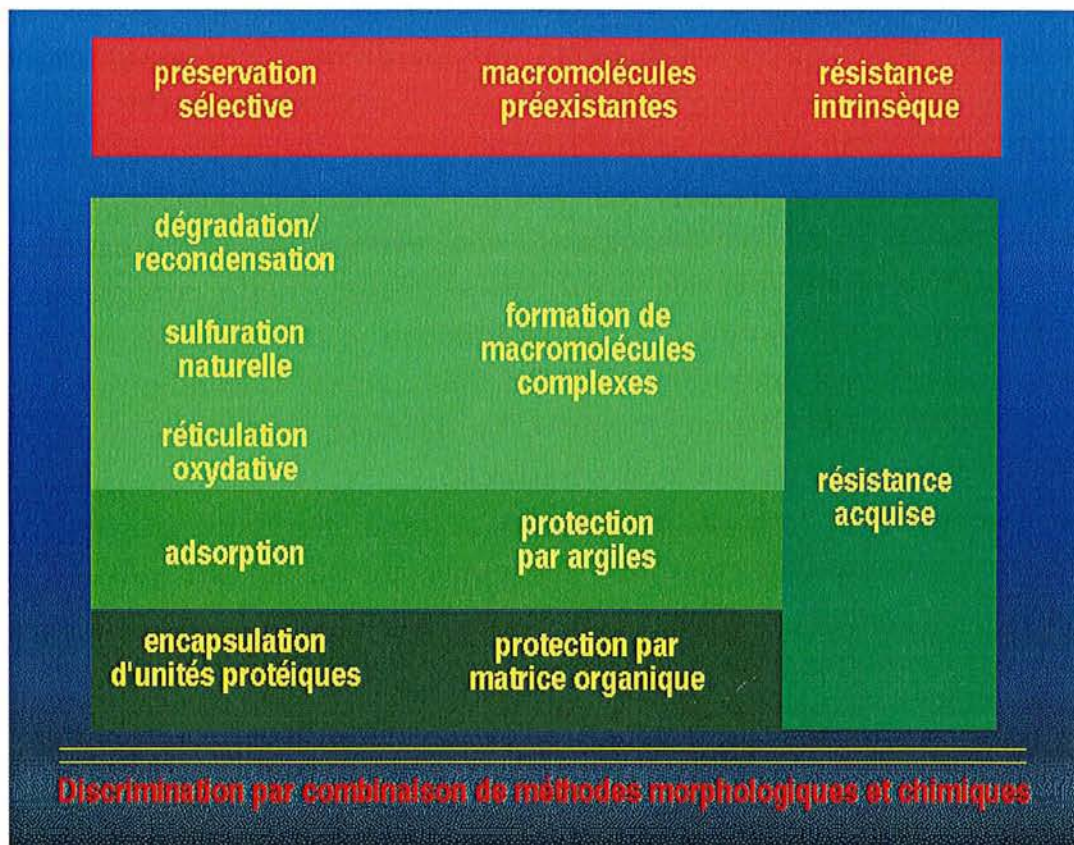 préservation
sélective
macromolécules
préexistantes
résistance
intrinsèque
dégradation/
recondensation
sulfuration
naturelle
réticulation
oxydative
formation de
macromolécules
complexes
adsorption
protection
par argiles
encapsulation
d'unités protéiques
protection par
matrice organique
résistance
acquise
Discrimination par combinaison de méthodes morphologiques et chimiques